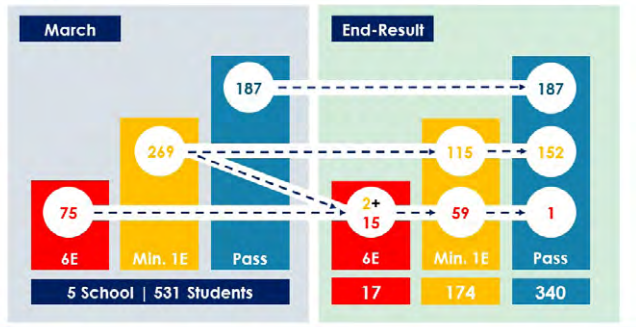 March
End-Result
187
187
269
115
152
75
2+
15
59
1
6E
Min. 1E
Pass
6E
Min. 1E
Pass
5 School | 531 Students
17
174
340